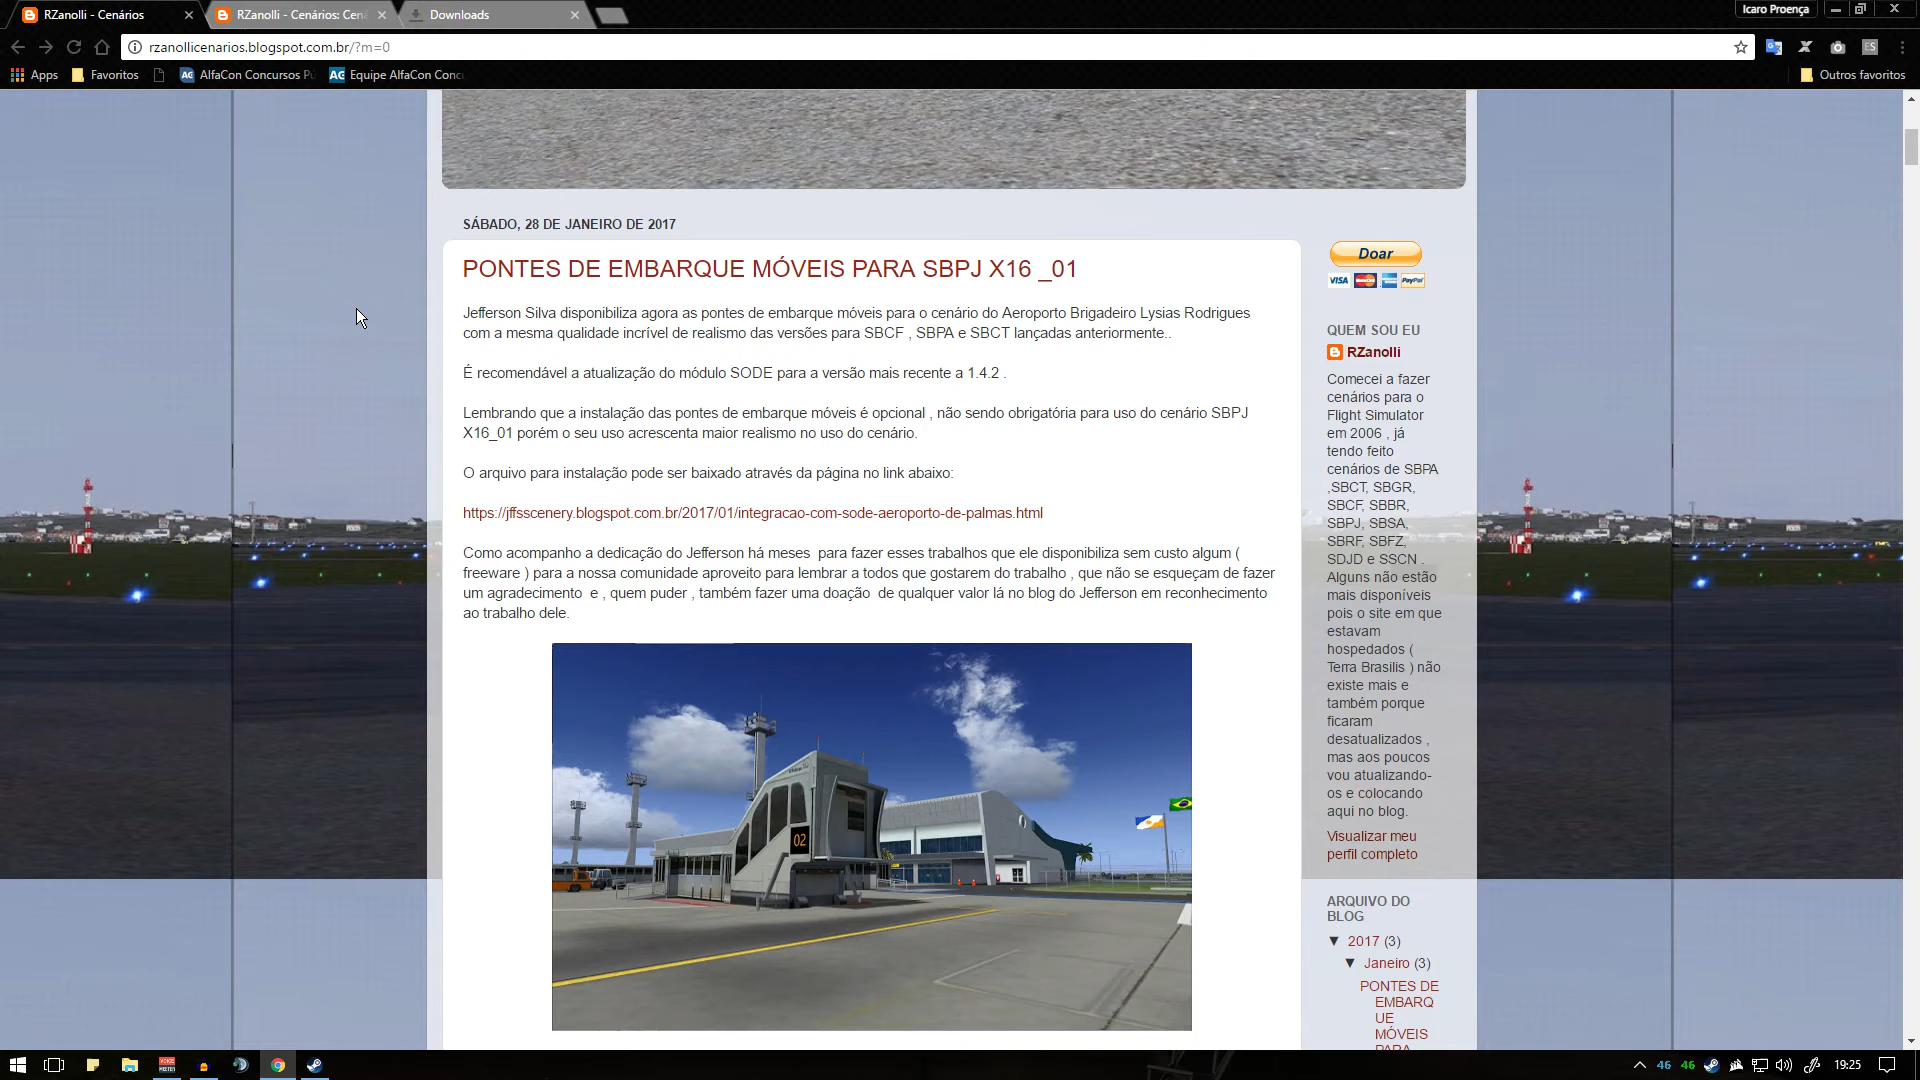 RZanolli - Cenários
RZanolli - Cenários: Cená
Downloads
Icaro Proença
rzanollicenarios.blogspot.com.br/?m=0
Apps
Favoritos
AlfaCon Concursos Pú
Equipe AlfaCon Conc
Outros favoritos
SÁBADO, 28 DE JANEIRO DE 2017
PONTES DE EMBARQUE MÓVEIS PARA SBPJ X16 _01
Jefferson Silva disponibiliza agora as pontes de embarque móveis para o cenário do Aeroporto Brigadeiro Lysias Rodrigues
com a mesma qualidade incrível de realismo das versões para SBCF , SBPA e SBCT lançadas anteriormente..
É recomendável a atualização do módulo SODE para a versão mais recente a 1.4.2 .
Lembrando que a instalação das pontes de embarque móveis é opcional , não sendo obrigatória para uso do cenário SBPJ
X16_01 porém o seu uso acrescenta maior realismo no uso do cenário.
O arquivo para instalação pode ser baixado através da página no link abaixo:
https://jffsscenery.blogspot.com.br/2017/01/integracao-com-sode-aeroporto-de-palmas.html
Como acompanho a dedicação do Jefferson há meses  para fazer esses trabalhos que ele disponibiliza sem custo algum (
freeware ) para a nossa comunidade aproveito para lembrar a todos que gostarem do trabalho , que não se esqueçam de fazer
um agradecimento  e , quem puder , também fazer uma doação  de qualquer valor lá no blog do Jefferson em reconhecimento
ao trabalho dele.
02
Doar
VISA
PayPal
QUEM SOU EU
RZanolli
Comecei a fazer
cenários para o
Flight Simulator
em 2006 , já
tendo feito
cenários de SBPA
,SBCT, SBGR,
SBCF, SBBR,
SBPJ, SBSA,
SBRF, SBFZ,
SDJD e SSCN .
Alguns não estão
mais disponíveis
pois o site em que
estavam
hospedados (
Terra Brasilis ) não
existe mais e
também porque
ficaram
desatualizados ,
mas aos poucos
vou atualizando-
os e colocando
aqui no blog.
Visualizar meu
perfil completo
ARQUIVO DO
BLOG
▼ 2017 (3)
▼ Janeiro (3)
PONTES DE
EMBARQ
UE
MÓVEIS
PARA
46
46
19:25